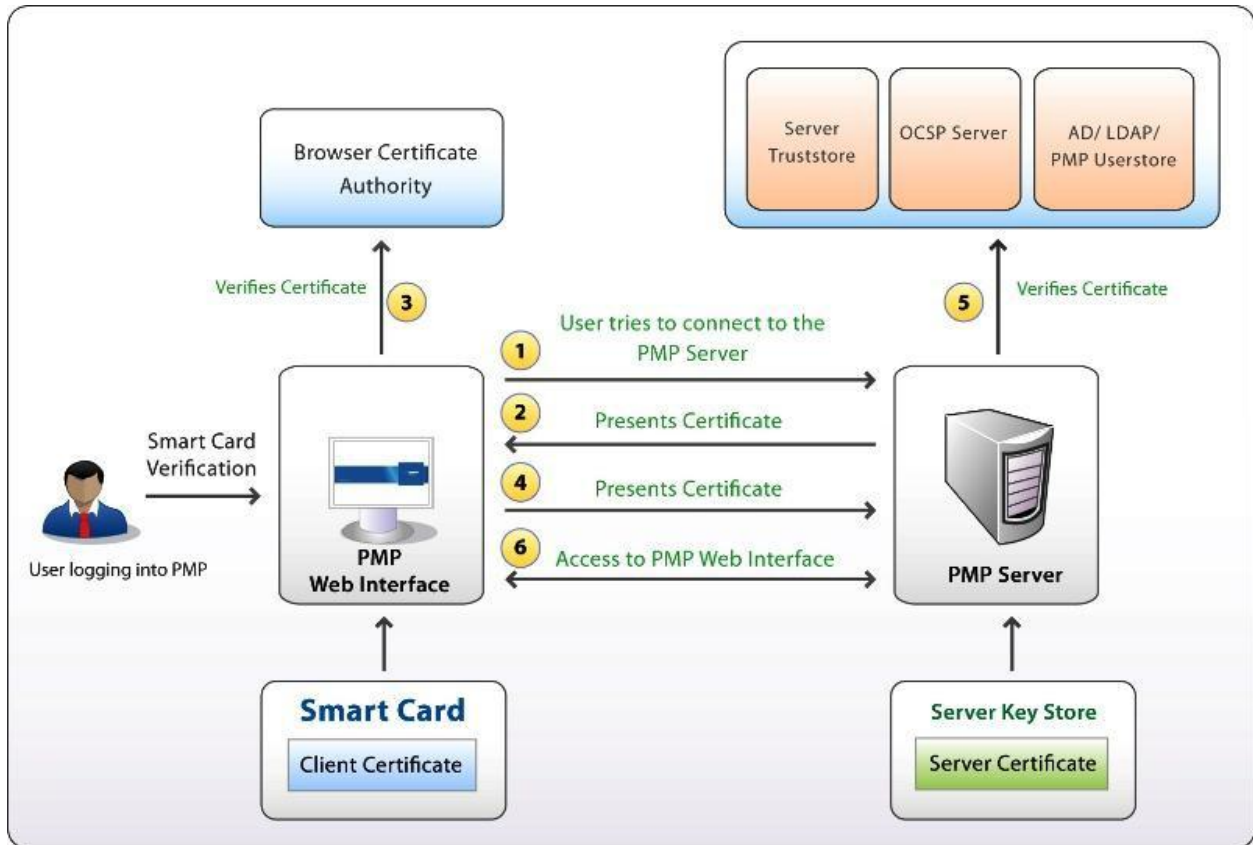 Browser Certificate
Authority
Server
Truststore
OCSP Server
AD/ LDAP/
PMP Userstore
Verifies Certificate
3
5
Verifies Certificate
1
User tries to connect to the
PMP Server
2
Presents Certificate
4
Presents Certificate
6
Access to PMP Web Interface
Smart Card
Verification
User logging into PMP
PMP
Web Interface
PMP Server
Smart Card
Client Certificate
Server Key Store
Server Certificate